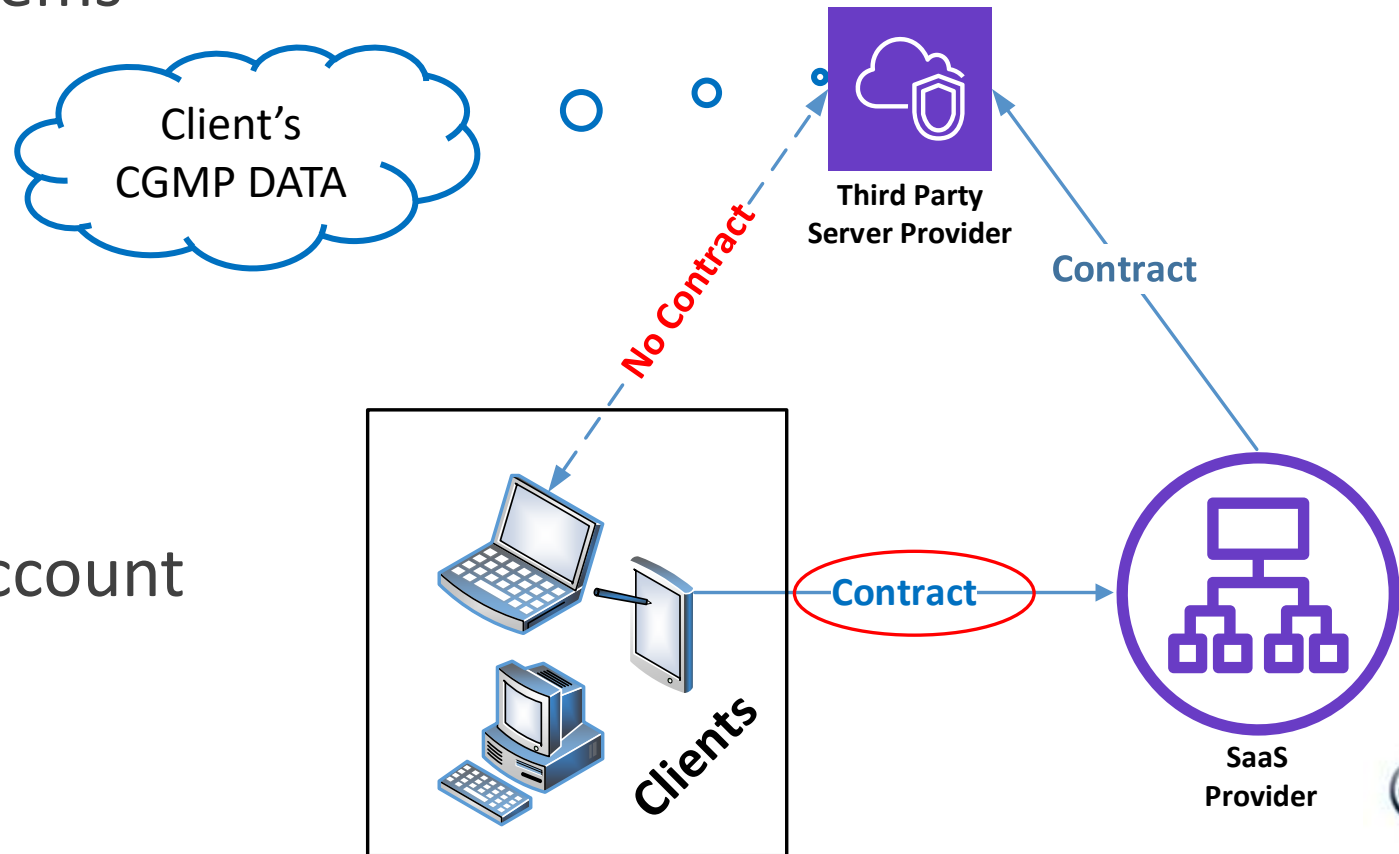 Client's
CGMP DATA
Third Party
Server Provider
No Contract
Contract
ccount
Contract
Clients
SaaS
Provider